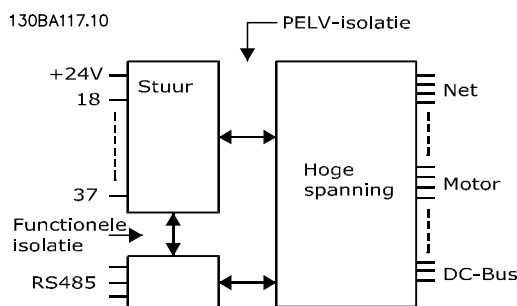 130BA117.10
PELV-isolatie
+24V
Stuur
18
Net
Hoge
spanning
37
Motor
Functionele
isolatie
RS485
DC-Bus